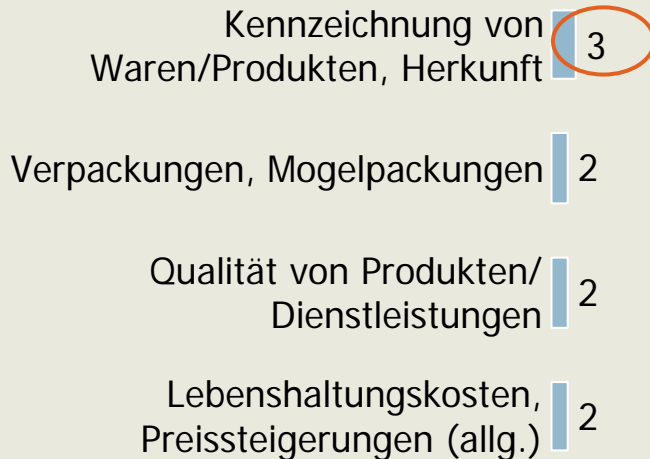 Kennzeichnung von
Waren/Produkten, Herkunft 3
Verpackungen, Mogelpackungen 2
Qualität von Produkten/
Dienstleistungen 2
Lebenshaltungskosten,
Preissteigerungen (allg.) 2